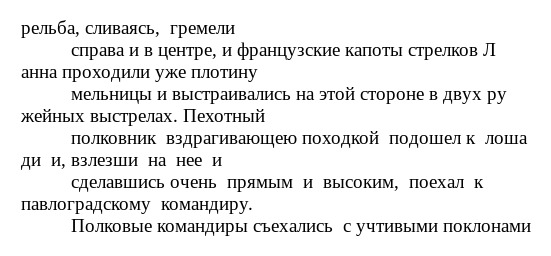 рельба, сливаясь,  гремели
справа и в центре, и французские капоты стрелков Л
анна проходили уже плотину
мельницы и выстраивались на этой стороне в двух ру
жейных выстрелах. Пехотный
полковник  вздрагивающею походкой  подошел к  лоша
ди  и, взлезши  на  нее  и
сделавшись очень  прямым  и  высоким,  поехал  к
павлоградскому  командиру.
Полковые командиры съехались  с учтивыми поклонами